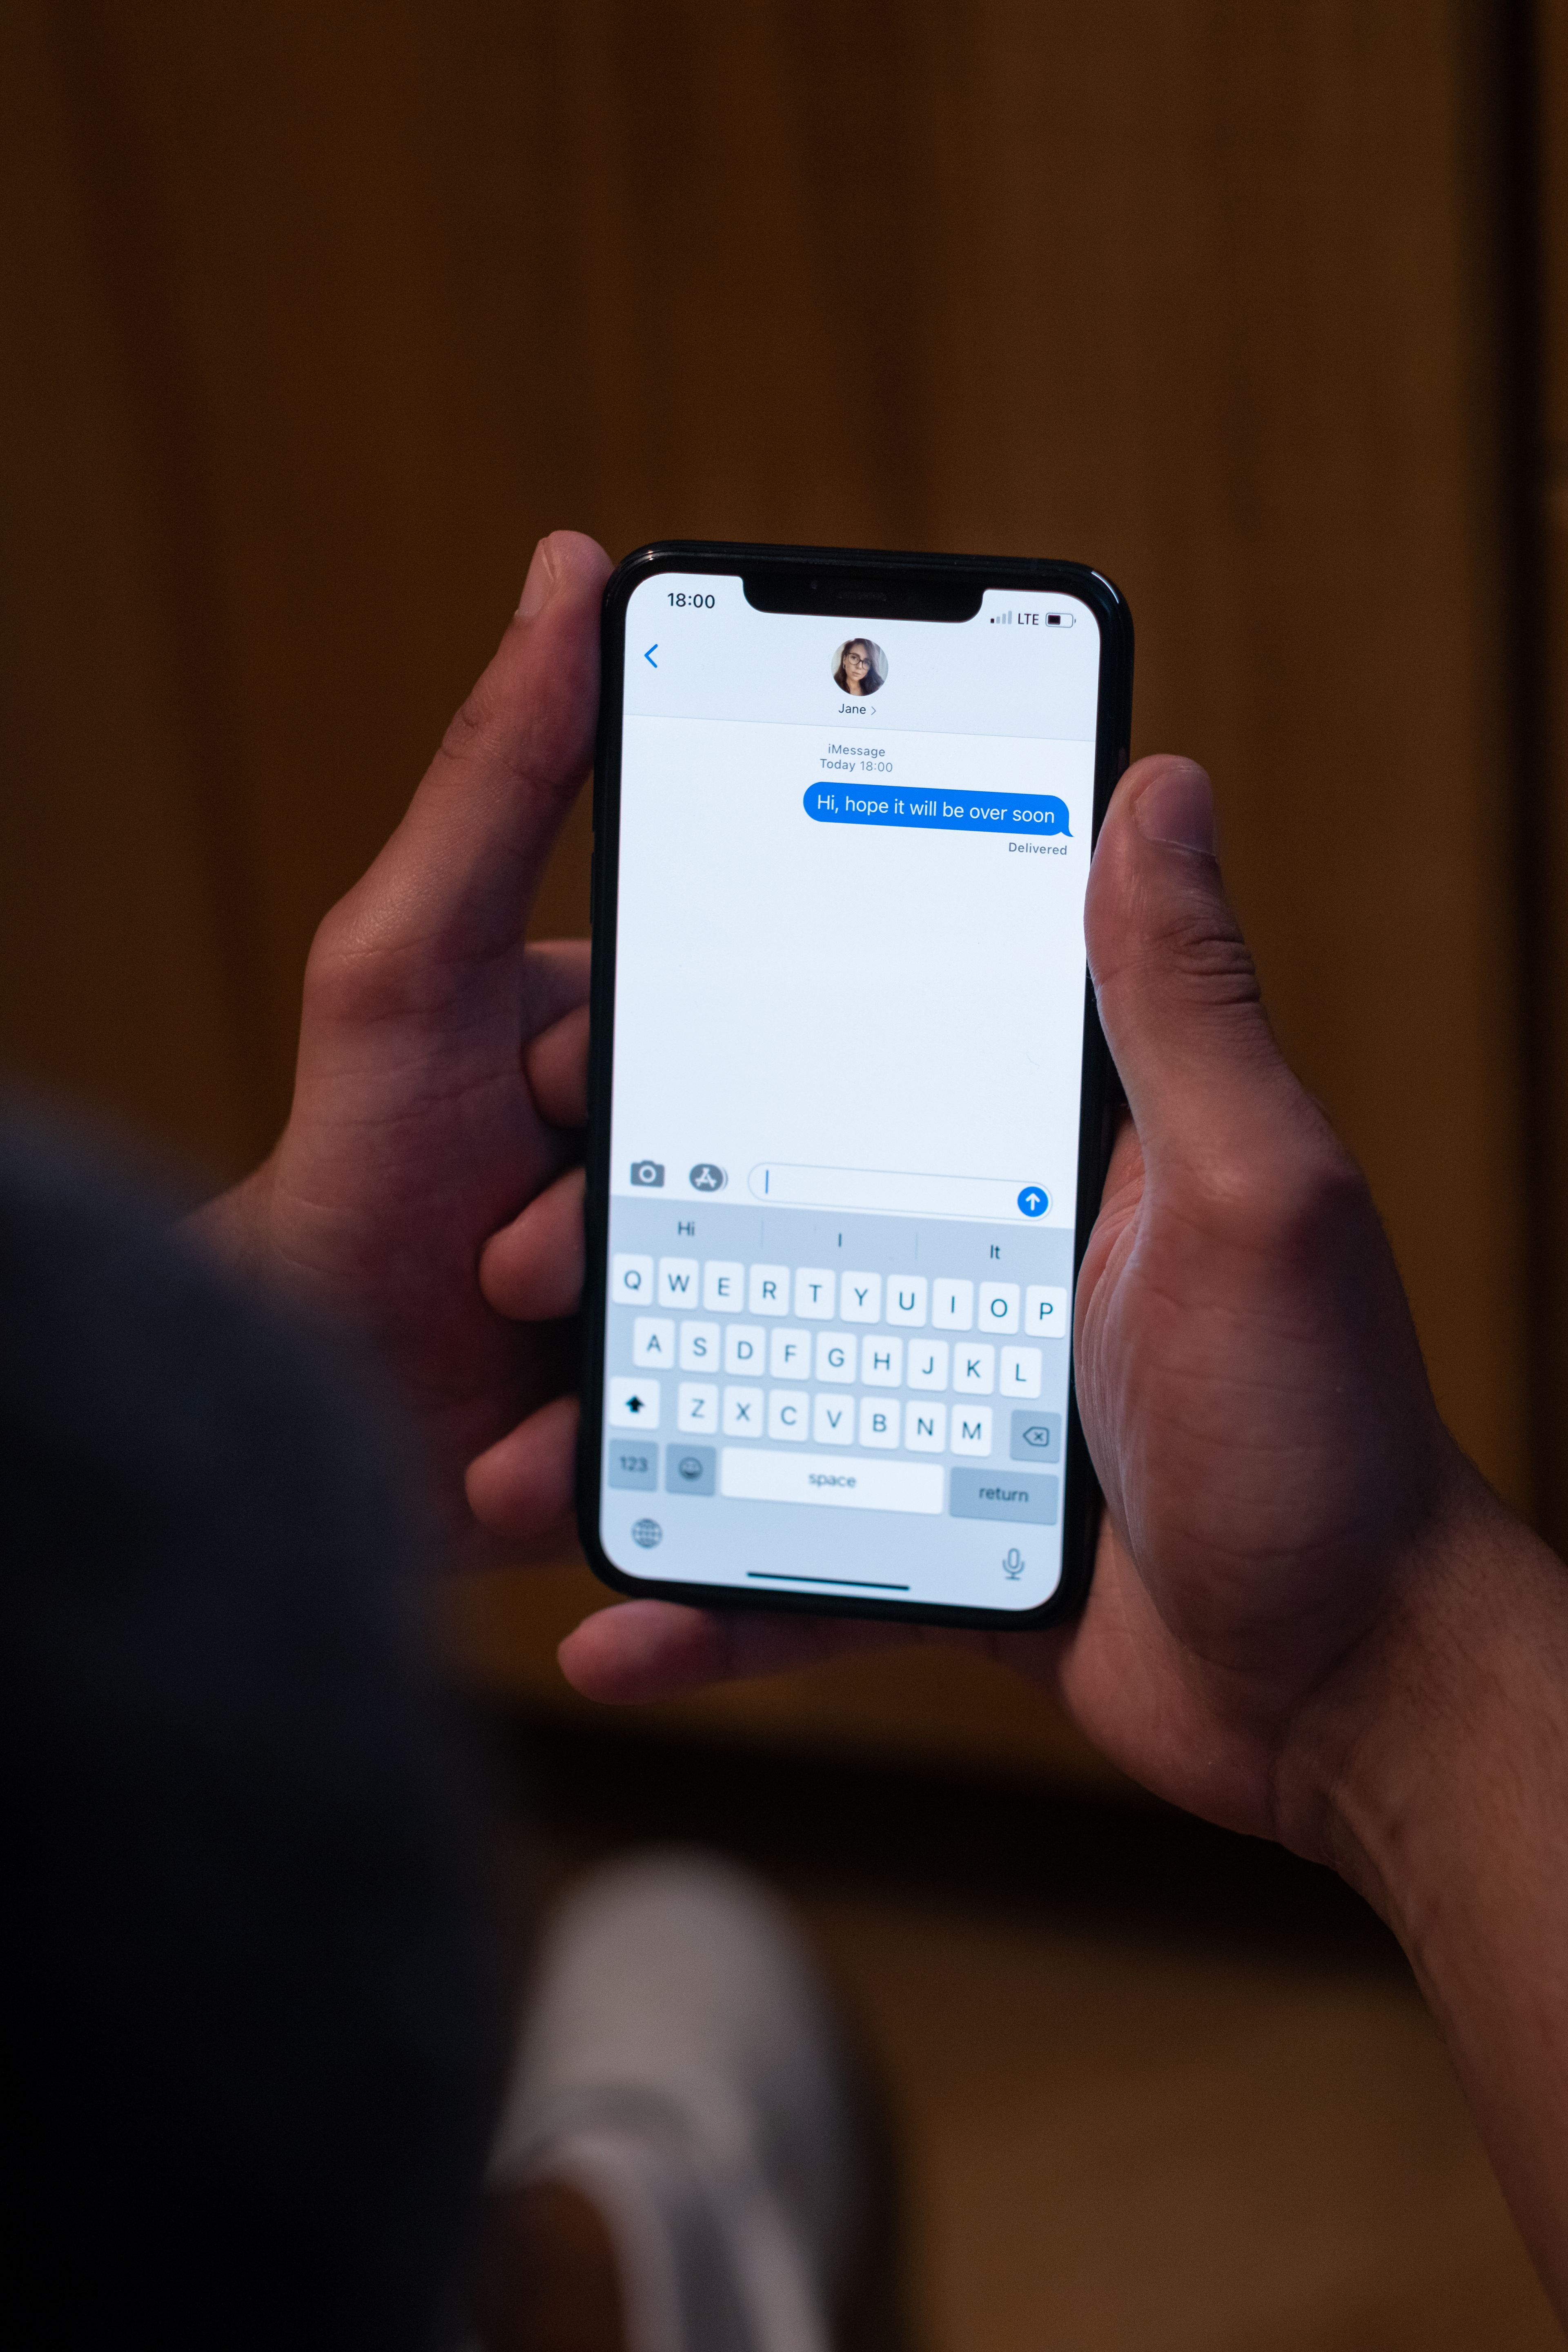 18:00
LTE
Jane
iMessage
Today 18:00
Hi, hope it will be over soon
Delivered
Hi I It
Q W E R T Y U I O P
A S D F G H J K L
Z X C V B N M
123 space return